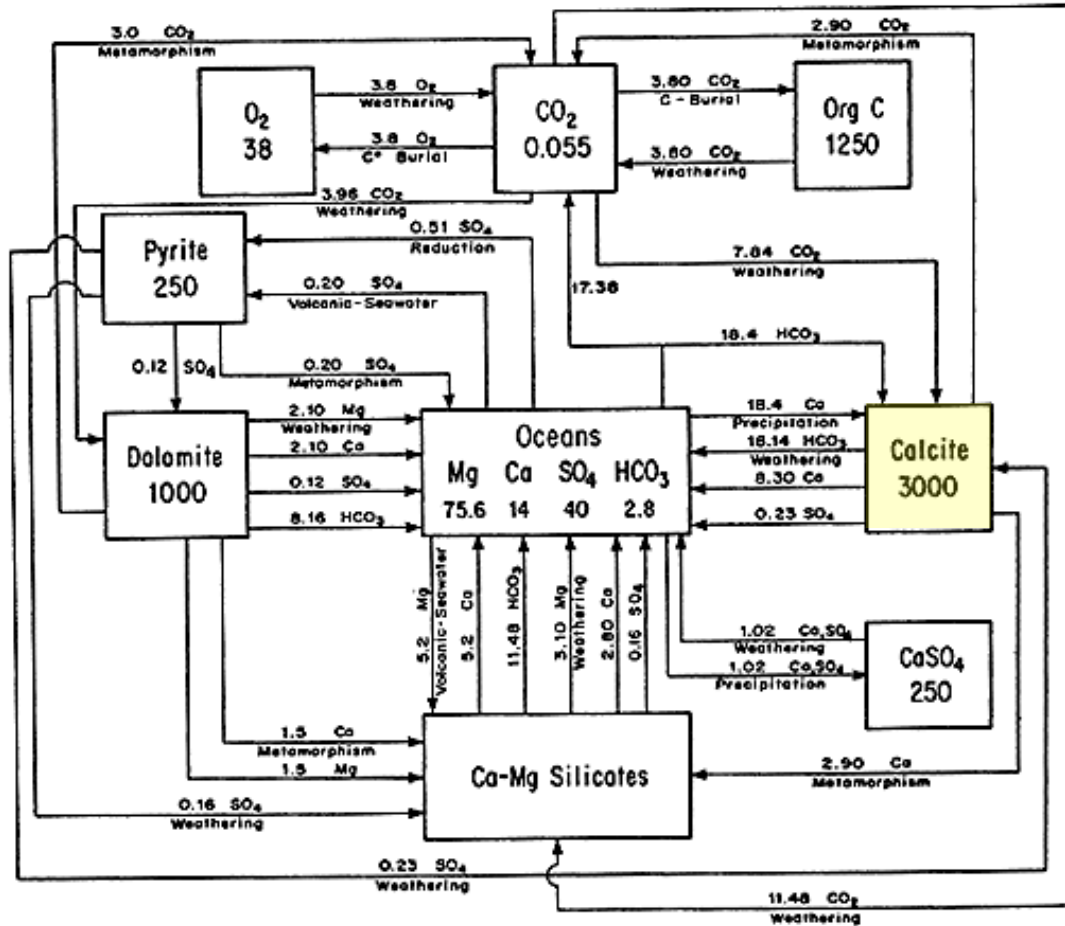 3.0 CO₂
Metamorphism
2.90 CO₂
Metamorphism
O₂
38
3.8 O₂
Weathering
3.8 O₂
C* Burial
CO₂
0.055
3.80 CO₂
C-Burial
3.80 CO₂
Weathering
Org C
1250
3.96 CO₂
Weathering
Pyrite
250
0.51 SO₄
Reduction
0.20 SO₄
Volcanic-Seawater
17.38
7.84 CO₂
Weathering
18.4 HCO₃
0.12 SO₄
0.20 SO₄
Metamorphism
Dolomite
1000
2.10 Mg
Weathering
2.10 Ca
0.12 SO₄
8.16 HCO₃
Oceans
Mg Ca SO₄ HCO₃
75.6 14 40 2.8
18.4 Ca
Precipitation
16.14 HCO₃
Weathering
8.30 Ca
0.23 SO₄
Calcite
3000
5.2 Mg
Volcanic-Seawater
5.2 Ca
11.48 HCO₃
3.10 Mg
Weathering
2.80 Ca
0.16 SO₄
1.02 Ca,SO₄
Weathering
1.02 Ca,SO₄
Precipitation
CaSO₄
250
1.5 Ca
Metamorphism
1.5 Mg
Ca-Mg Silicates
2.90 Ca
Metamorphism
0.16 SO₄
Weathering
0.23 SO₄
Weathering
11.48 CO₂
Weathering